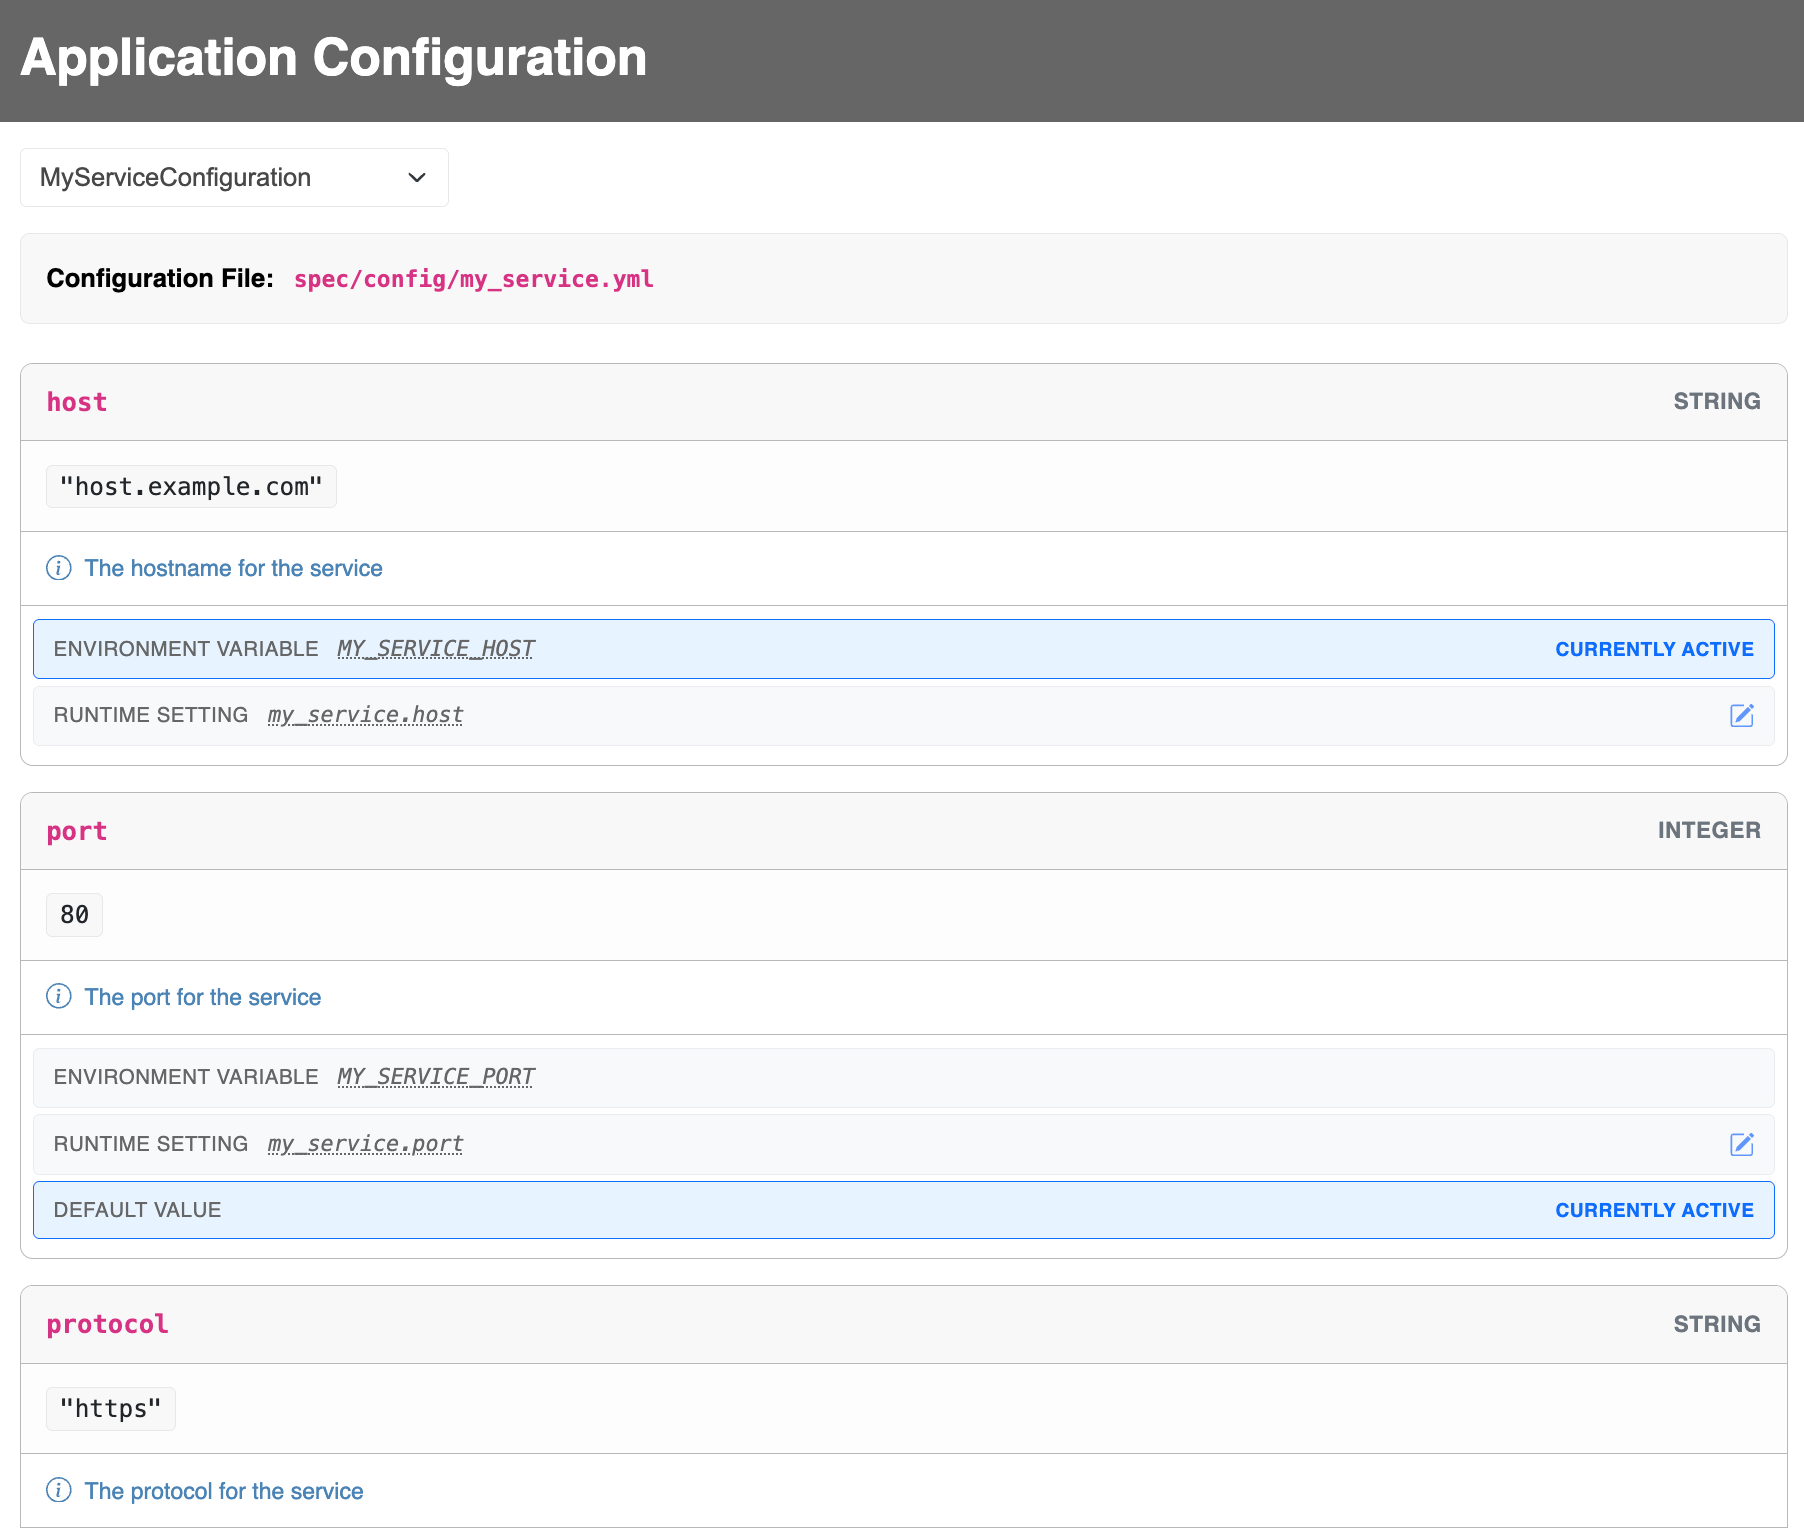 Application Configuration
MyServiceConfiguration
Configuration File: spec/config/my_service.yml
host STRING
"host.example.com"
The hostname for the service
ENVIRONMENT VARIABLE MY_SERVICE_HOST CURRENTLY ACTIVE
RUNTIME SETTING my_service.host
port INTEGER
80
The port for the service
ENVIRONMENT VARIABLE MY_SERVICE_PORT
RUNTIME SETTING my_service.port
DEFAULT VALUE CURRENTLY ACTIVE
protocol STRING
"https"
The protocol for the service